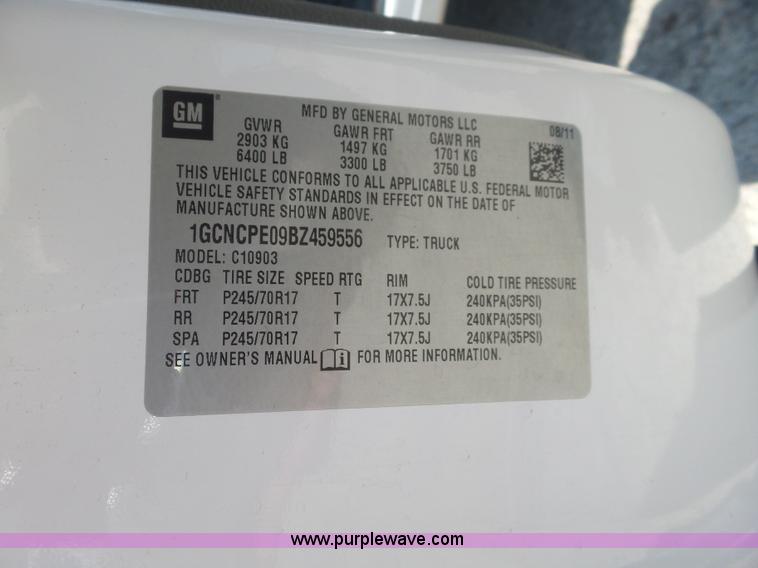 GM
MFD BY GENERAL MOTORS LLC
08/11
GVWR GAWR FRT GAWR RR
2903 KG 1497 KG 1701 KG
6400 LB 3300 LB 3750 LB
THIS VEHICLE CONFORMS TO ALL APPLICABLE U.S. FEDERAL MOTOR
VEHICLE SAFETY STANDARDS IN EFFECT ON THE DATE OF
MANUFACTURE SHOWN ABOVE.
1GCNCPE09BZ459556 TYPE: TRUCK
MODEL: C10903
CDBG TIRE SIZE SPEED RTG RIM COLD TIRE PRESSURE
FRT P245/70R17 T 17X7.5J 240KPA(35PSI)
RR P245/70R17 T 17X7.5J 240KPA(35PSI)
SPA P245/70R17 T 17X7.5J 240KPA(35PSI)
SEE OWNER'S MANUAL FOR MORE INFORMATION.
www.purplewave.com